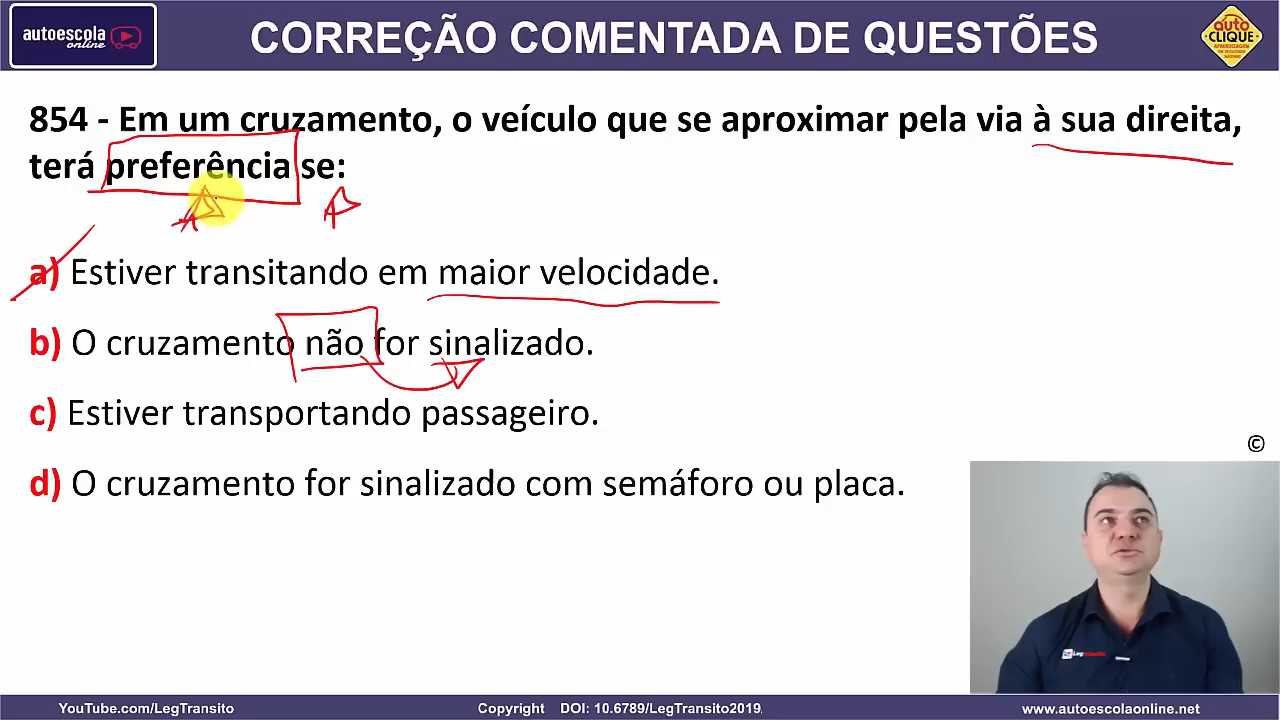 autoescola
online
CORREÇÃO COMENTADA DE QUESTÕES
auto
CLIQUE
APRENDIZAGEM
854 - Em um cruzamento, o veículo que se aproximar pela via à sua direita,
terá preferência se:
a) Estiver transitando em maior velocidade.
b) O cruzamento não for sinalizado.
c) Estiver transportando passageiro.
©
d) O cruzamento for sinalizado com semáforo ou placa.
YouTube.com/LegTransito
Copyright DOI: 10.6789/LegTransito2019
www.autoescolaonline.net